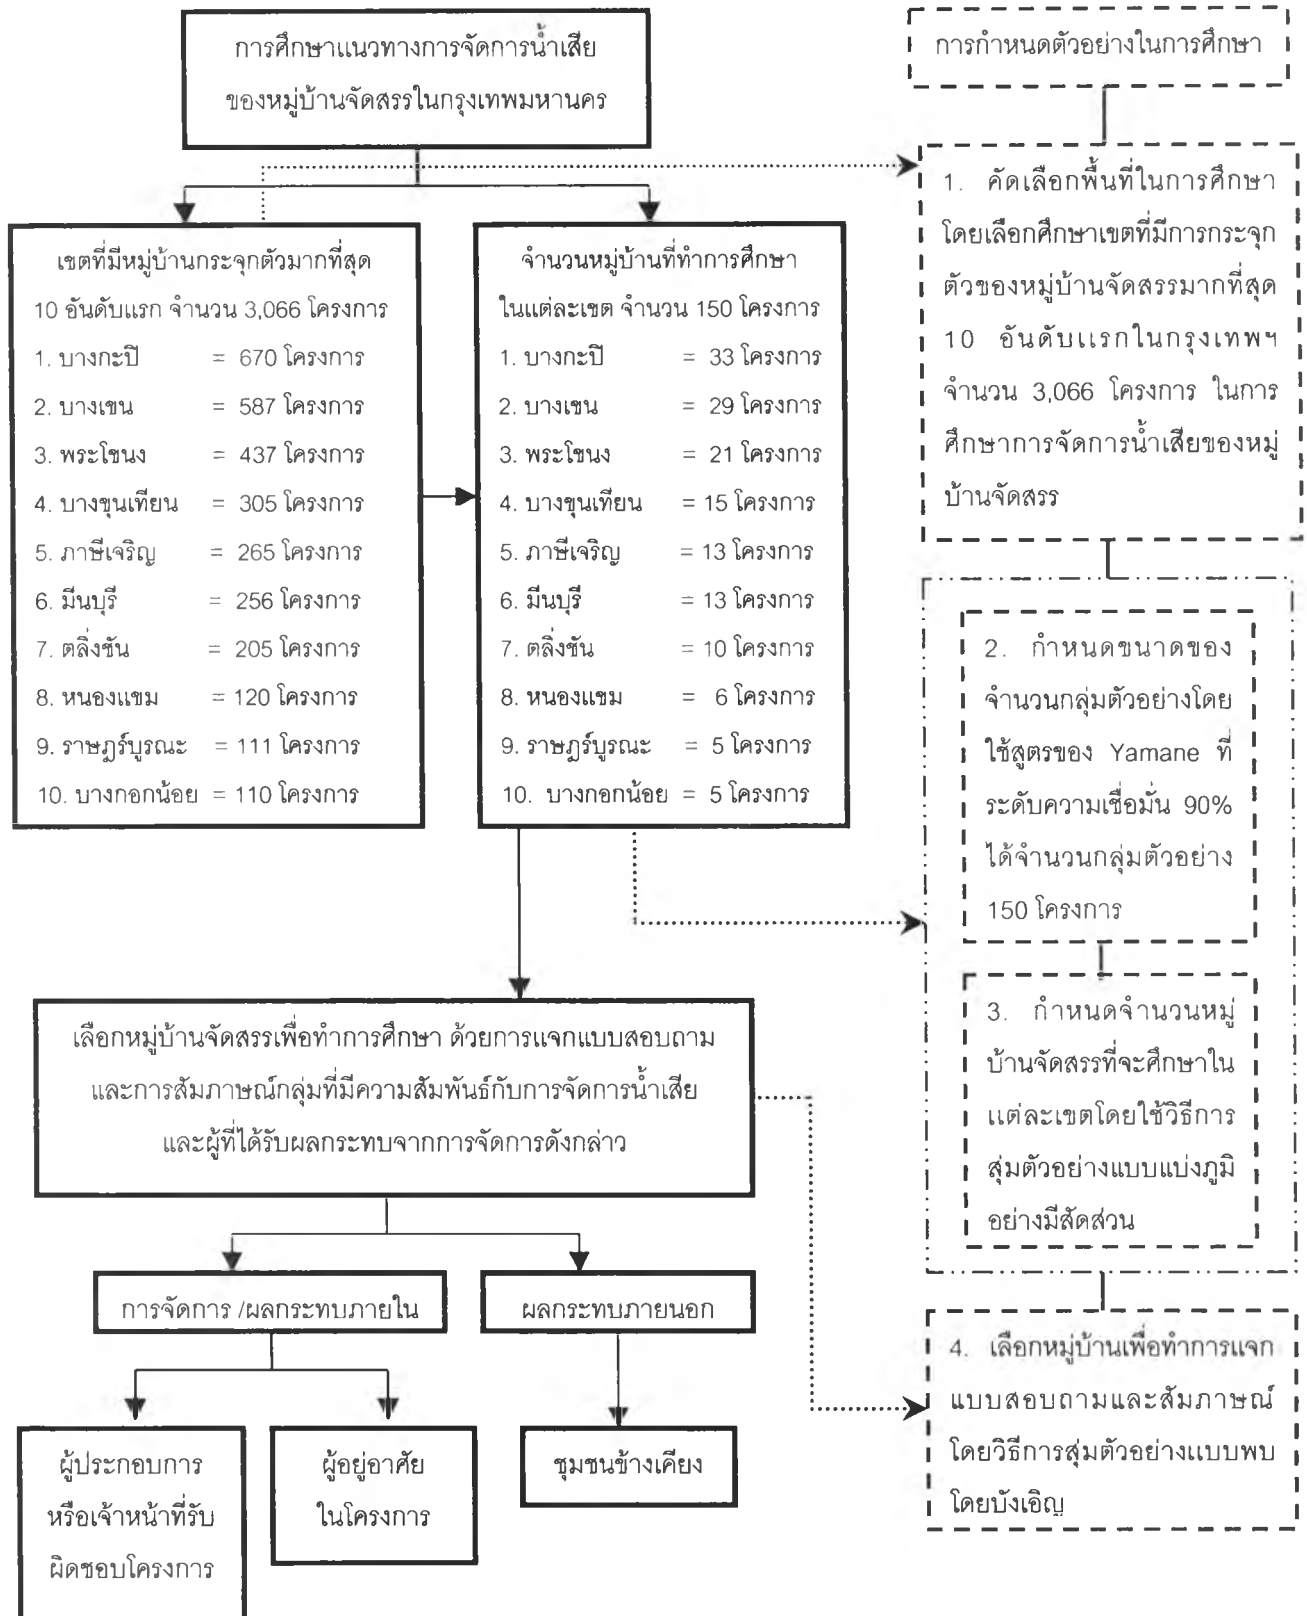 การศึกษาแนวทางการจัดการน้ำเสีย
ของหมู่บ้านจัดสรรในกรุงเทพมหานคร
เขตที่มีหมู่บ้านกระจุกตัวมากที่สุด
10 อันดับแรก จำนวน 3,066 โครงการ
1. บางกะปิ = 670 โครงการ
2. บางเขน = 587 โครงการ
3. พระโขนง = 437 โครงการ
4. บางขุนเทียน = 305 โครงการ
5. ภาษีเจริญ = 265 โครงการ
6. มีนบุรี = 256 โครงการ
7. ตลิ่งชัน = 205 โครงการ
8. หนองแขม = 120 โครงการ
9. ราษฎร์บูรณะ = 111 โครงการ
10. บางกอกน้อย = 110 โครงการ
จำนวนหมู่บ้านที่ทำการศึกษา
ในแต่ละเขต จำนวน 150 โครงการ
1. บางกะปิ = 33 โครงการ
2. บางเขน = 29 โครงการ
3. พระโขนง = 21 โครงการ
4. บางขุนเทียน = 15 โครงการ
5. ภาษีเจริญ = 13 โครงการ
6. มีนบุรี = 13 โครงการ
7. ตลิ่งชัน = 10 โครงการ
8. หนองแขม = 6 โครงการ
9. ราษฎร์บูรณะ = 5 โครงการ
10. บางกอกน้อย = 5 โครงการ
เลือกหมู่บ้านจัดสรรเพื่อทำการศึกษา ด้วยการแจกแบบสอบถาม
และการสัมภาษณ์กลุ่มที่มีความสัมพันธ์กับการจัดการน้ำเสีย
และผู้ที่ได้รับผลกระทบจากการจัดการดังกล่าว
การจัดการ /ผลกระทบภายใน
ผลกระทบภายนอก
ผู้ประกอบการ
หรือเจ้าหน้าที่รับ
ผิดชอบโครงการ
ผู้อยู่อาศัย
ในโครงการ
ชุมชนข้างเคียง
การกำหนดตัวอย่างในการศึกษา
1. คัดเลือกพื้นที่ในการศึกษา
โดยเลือกศึกษาเขตที่มีการกระจุก
ตัวของหมู่บ้านจัดสรรมากที่สุด
10 อันดับแรกในกรุงเทพฯ
จำนวน 3,066 โครงการ ในการ
ศึกษาการจัดการน้ำเสียของหมู่
บ้านจัดสรร
2. กำหนดขนาดของ
จำนวนกลุ่มตัวอย่างโดย
ใช้สูตรของ Yamane ที่
ระดับความเชื่อมั่น 90%
ได้จำนวนกลุ่มตัวอย่าง
150 โครงการ
3. กำหนดจำนวนหมู่
บ้านจัดสรรที่จะศึกษาใน
แต่ละเขตโดยใช้วิธีการ
สุ่มตัวอย่างแบบแบ่งภูมิ
อย่างมีสัดส่วน
4. เลือกหมู่บ้านเพื่อทำการแจก
แบบสอบถามและสัมภาษณ์
โดยวิธีการสุ่มตัวอย่างแบบพบ
โดยบังเอิญ